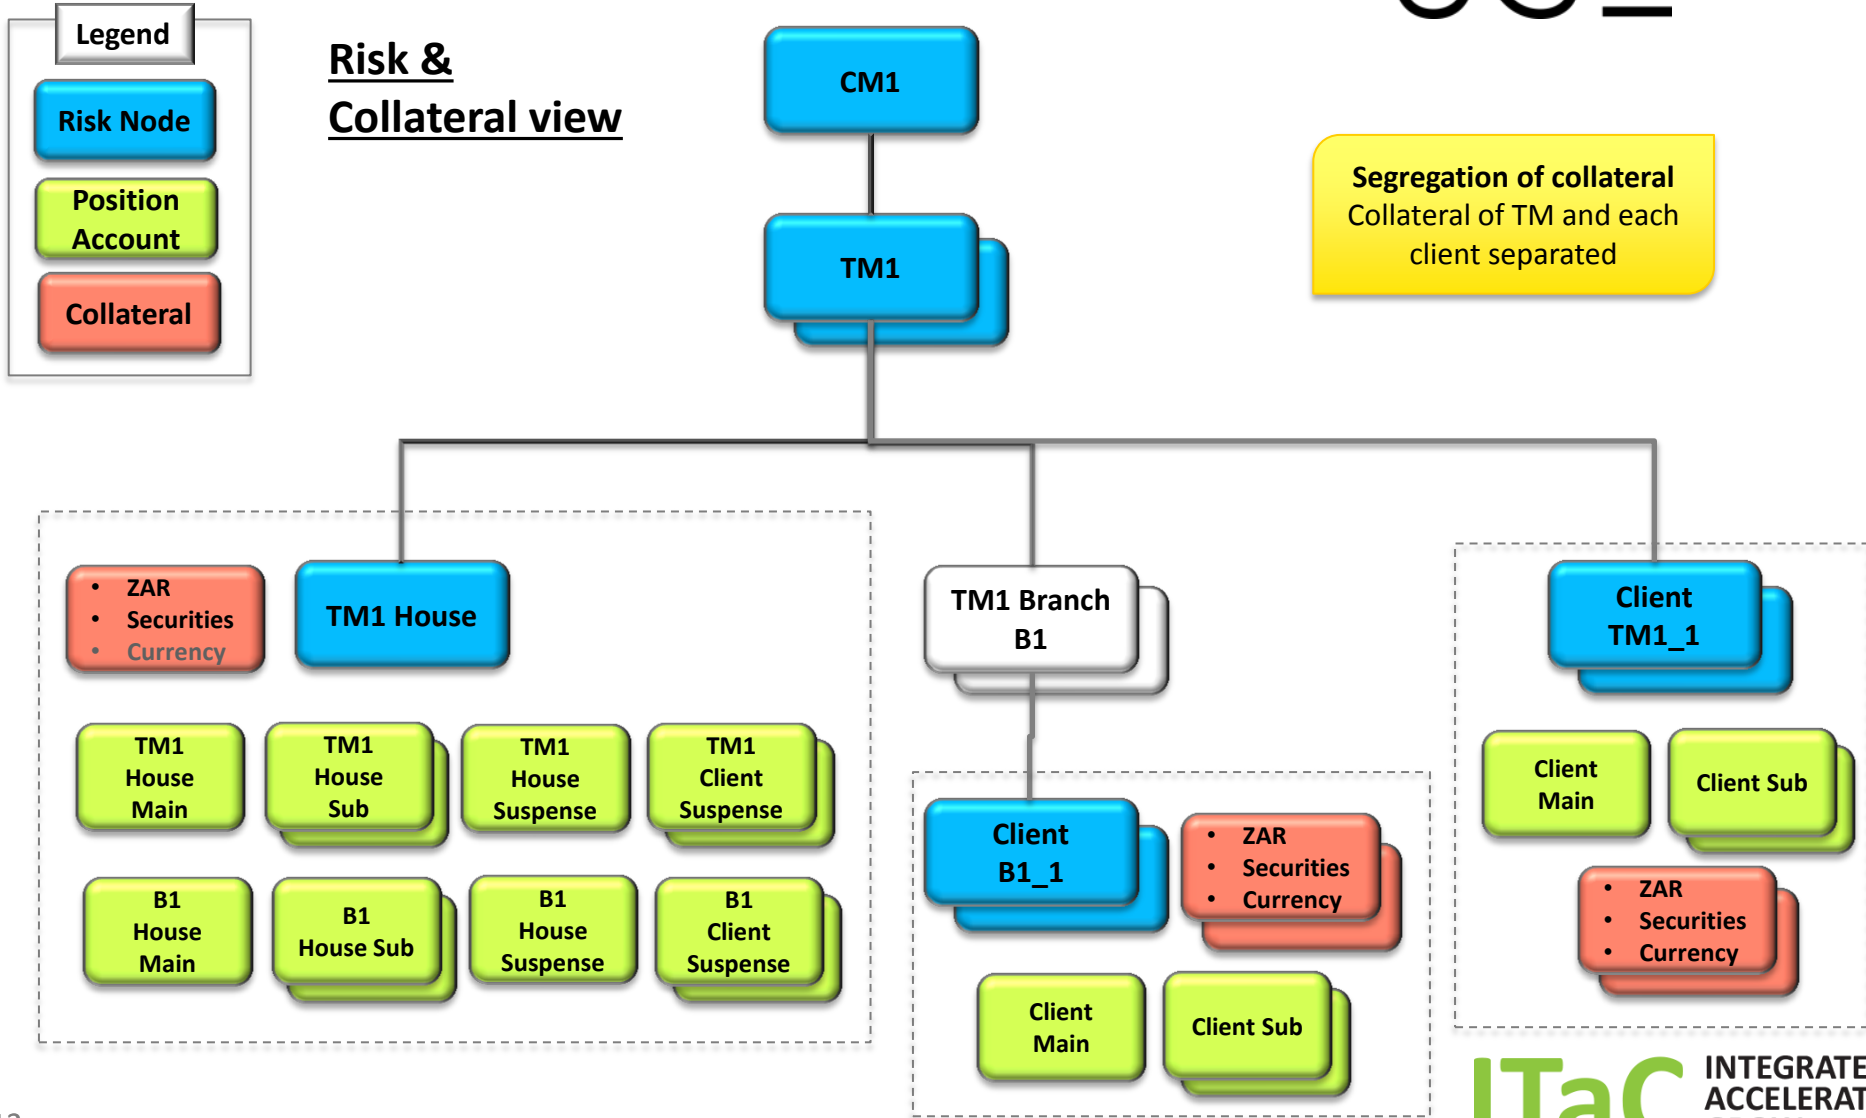 Legend
Risk Node
Position
Account
Collateral
Risk &
Collateral view
CM1
TM1
Segregation of collateral
Collateral of TM and each
client separated
• ZAR
• Securities
• Currency
TM1 House
TM1
House
Main
TM1
House
Sub
TM1
House
Suspense
TM1
Client
Suspense
B1
House
Main
B1
House Sub
B1
House
Suspense
B1
Client
Suspense
TM1 Branch
B1
Client
B1_1
• ZAR
• Securities
• Currency
Client
Main
Client Sub
Client
TM1_1
Client
Main
Client Sub
• ZAR
• Securities
• Currency
ITaC
INTEGRATE
ACCELERAT